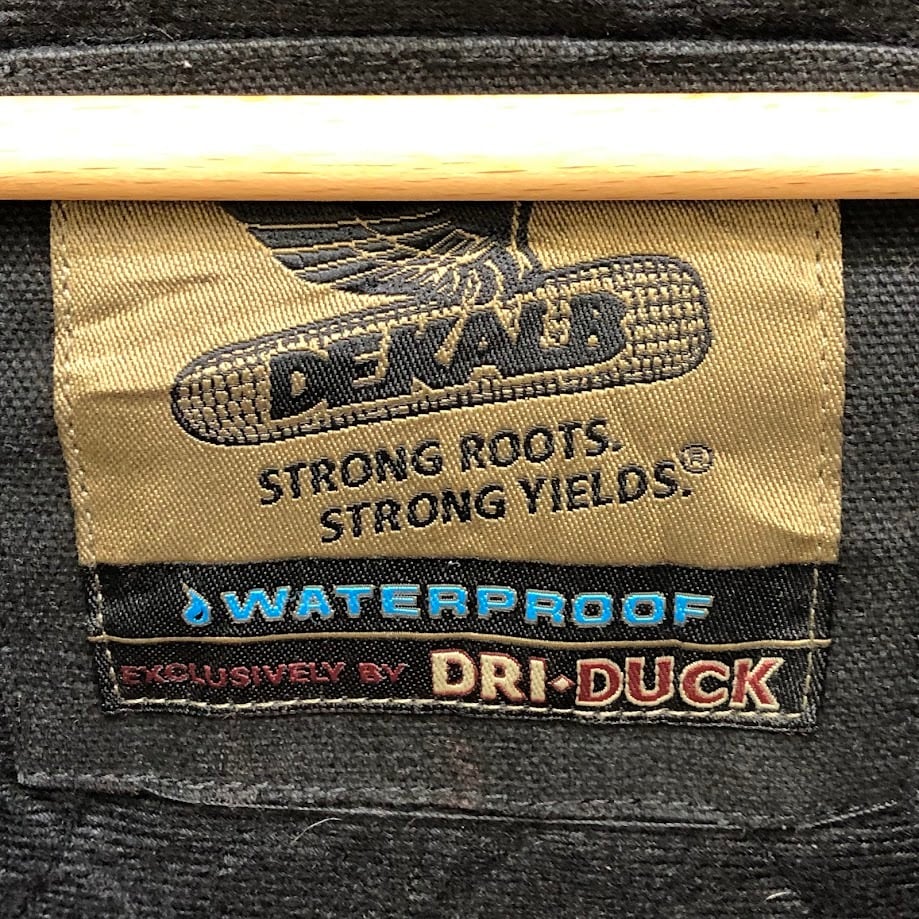 DEKALB
STRONG ROOTS.
STRONG YIELDS.®
WATERPROOF
EXCLUSIVELY BY DRI•DUCK